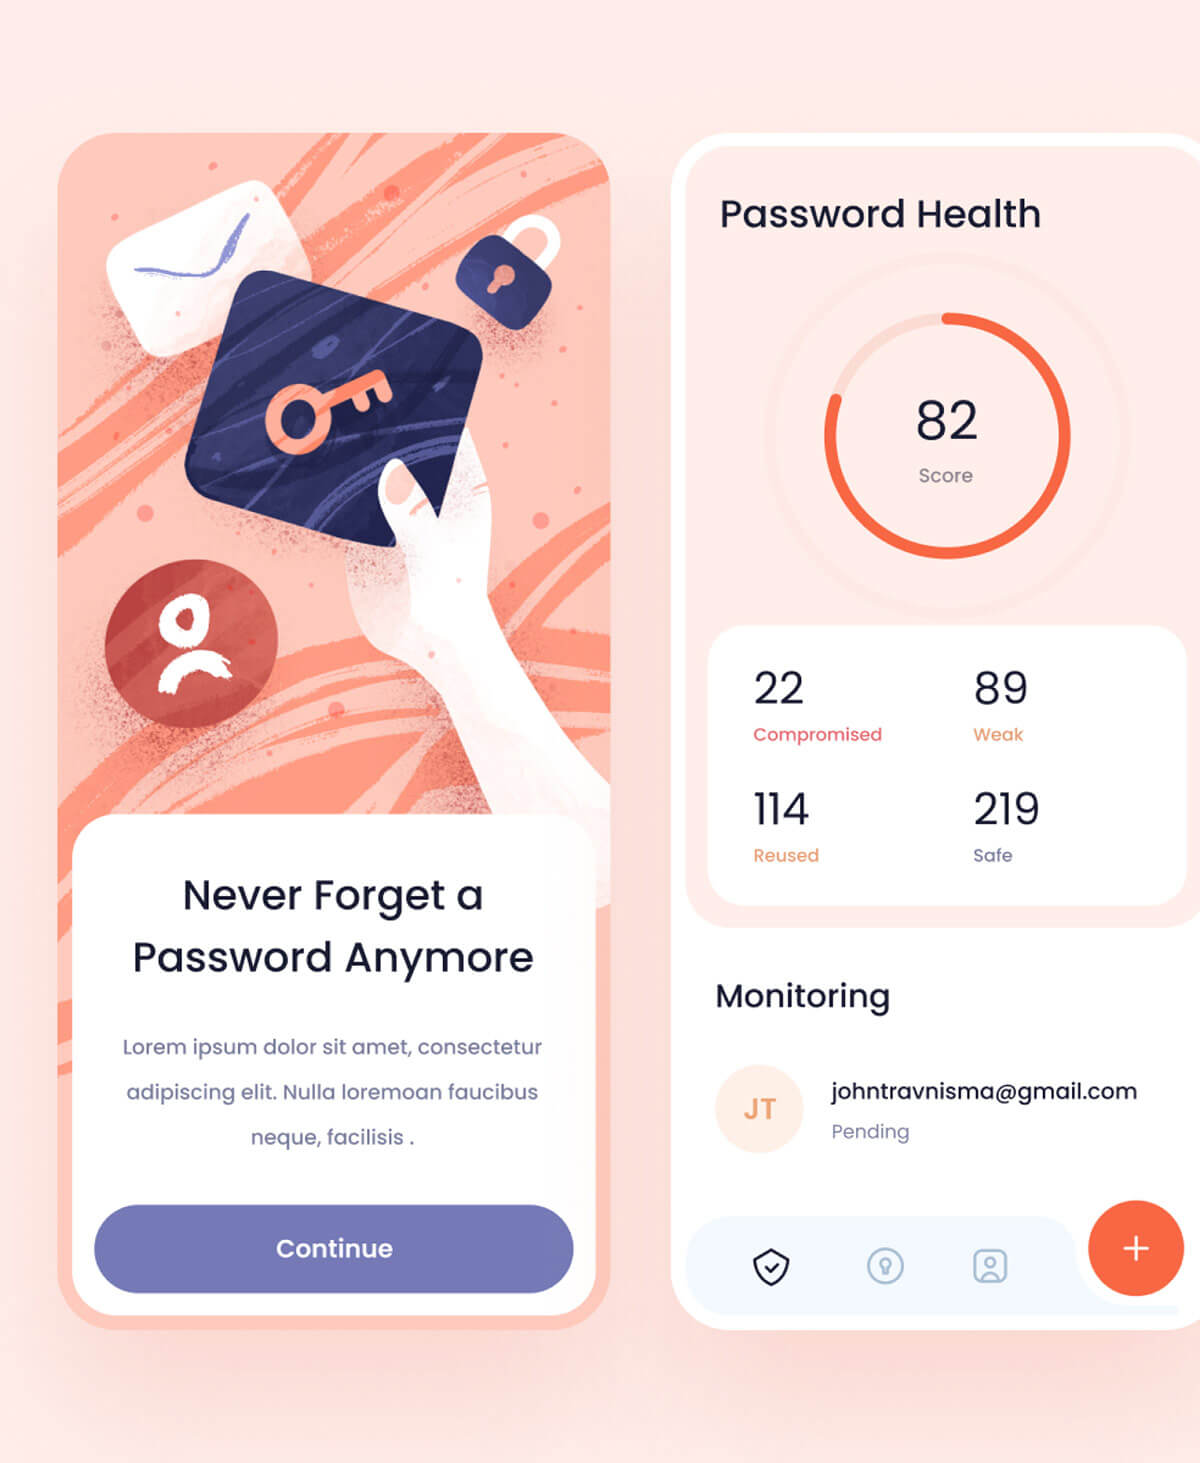 Never Forget a
Password Anymore
Lorem ipsum dolor sit amet, consectetur
adipiscing elit. Nulla loremoan faucibus
neque, facilisis .
Continue
Password Health
82
Score
22
Compromised
89
Weak
114
Reused
219
Safe
Monitoring
JT
johntravnisma@gmail.com
Pending